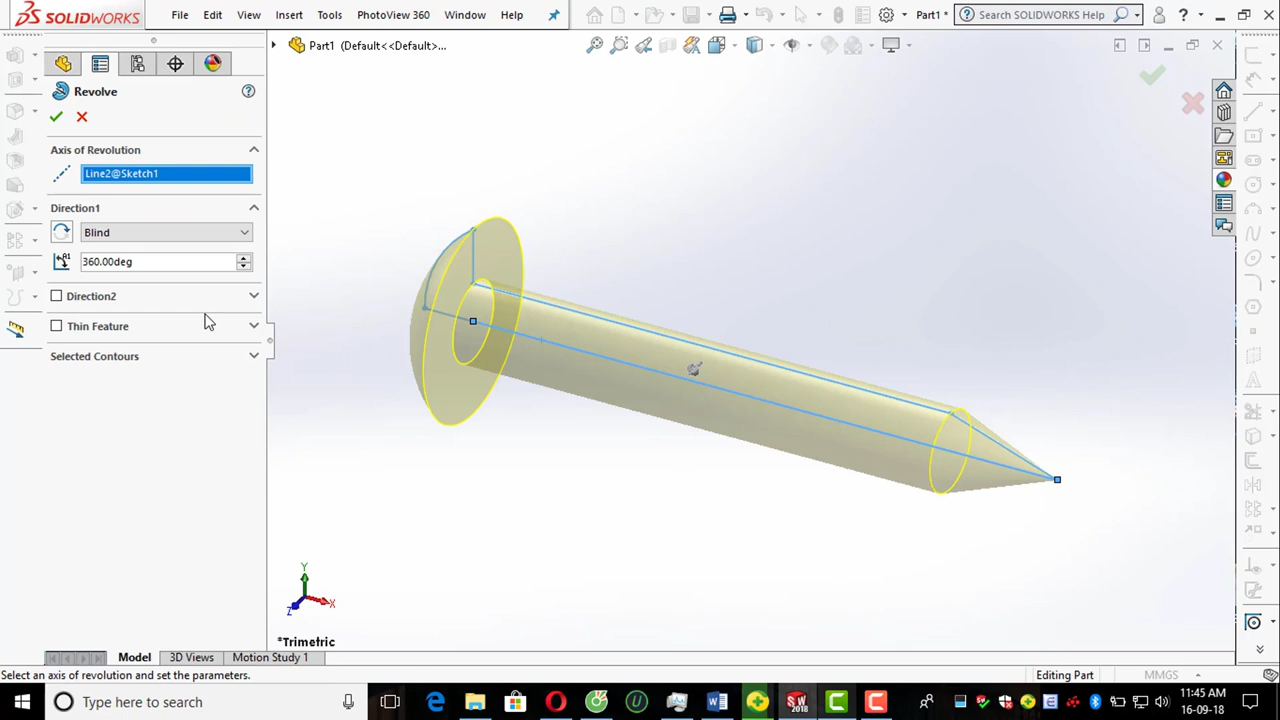 SOLIDWORKS File Edit View Insert Tools PhotoView 360 Window Help Part1 * Search SOLIDWORKS Help ?
Part1 (Default<<Default>...
Revolve
Axis of Revolution
Line2@Sketch1
Direction1
Blind
A1
360.00deg
Direction2
Thin Feature
Selected Contours
Y
X
Z
*Trimetric
Model 3D Views Motion Study 1
Select an axis of revolution and set the parameters.
Editing Part
MMGS
Type here to search
SW
2018
11:45 AM
16-09-18